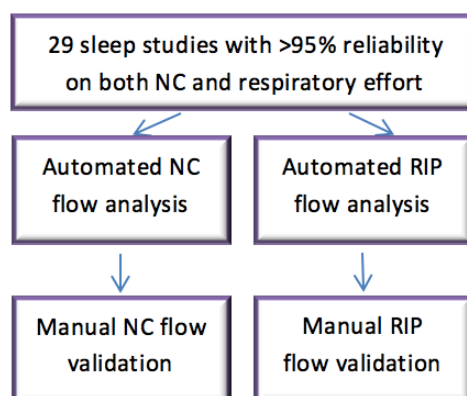 29 sleep studies with >95% reliability
on both NC and respiratory effort
Automated NC
flow analysis
Automated RIP
flow analysis
Manual NC flow
validation
Manual RIP
flow validation